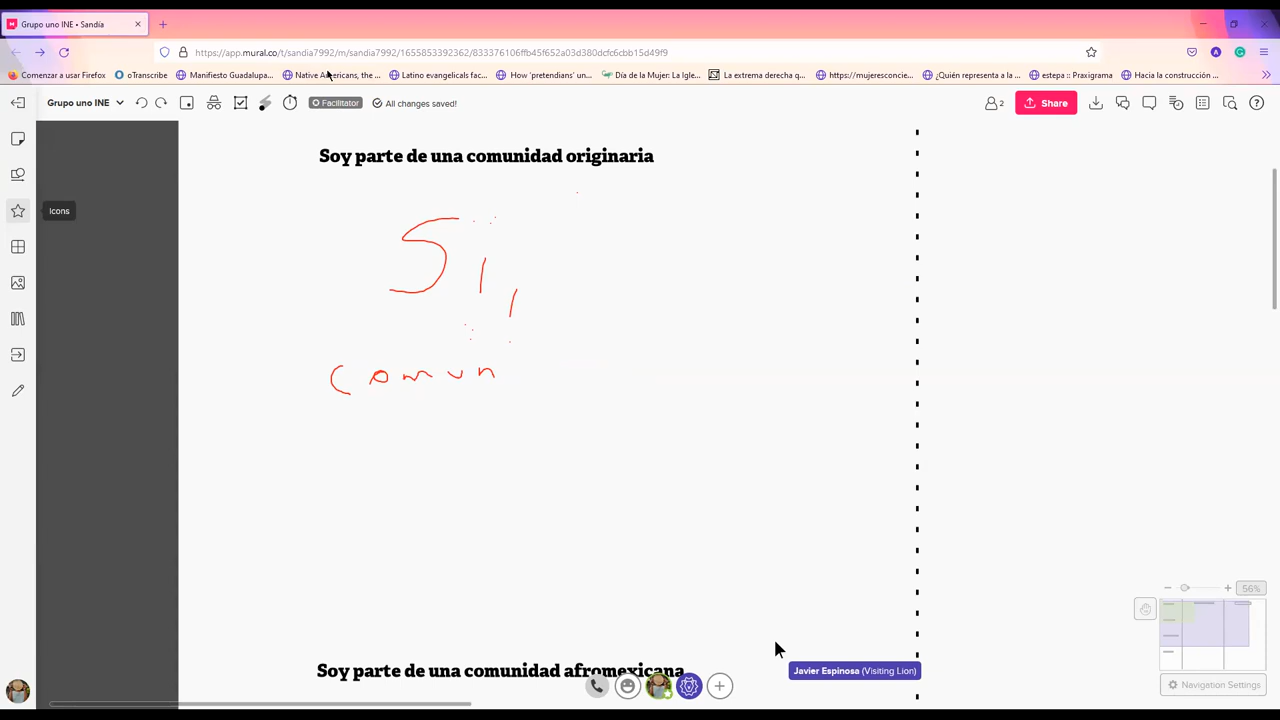 Grupo uno INE • Sandía
https://app.mural.co/t/sandia7992/m/sandia7992/1655853392362/833376106ffb45f652a03d380dcfc6cbb15d49f9
Comenzar a usar Firefox oTranscribe Manifiesto Guadalupa... Native Americans, the ... Latino evangelicals fac... How ‘pretendians’ un... Día de la Mujer: La Igle... La extrema derecha q... https://mujeresconcie... ¿Quién representa a la ... estepa :: Praxigrama Hacia la construcción ...
Grupo uno INE Facilitator All changes saved! 2 Share
Soy parte de una comunidad originaria
Icons
Si,
comun
56%
Soy parte de una comunidad afromexicana
Javier Espinosa (Visiting Lion)
Navigation Settings